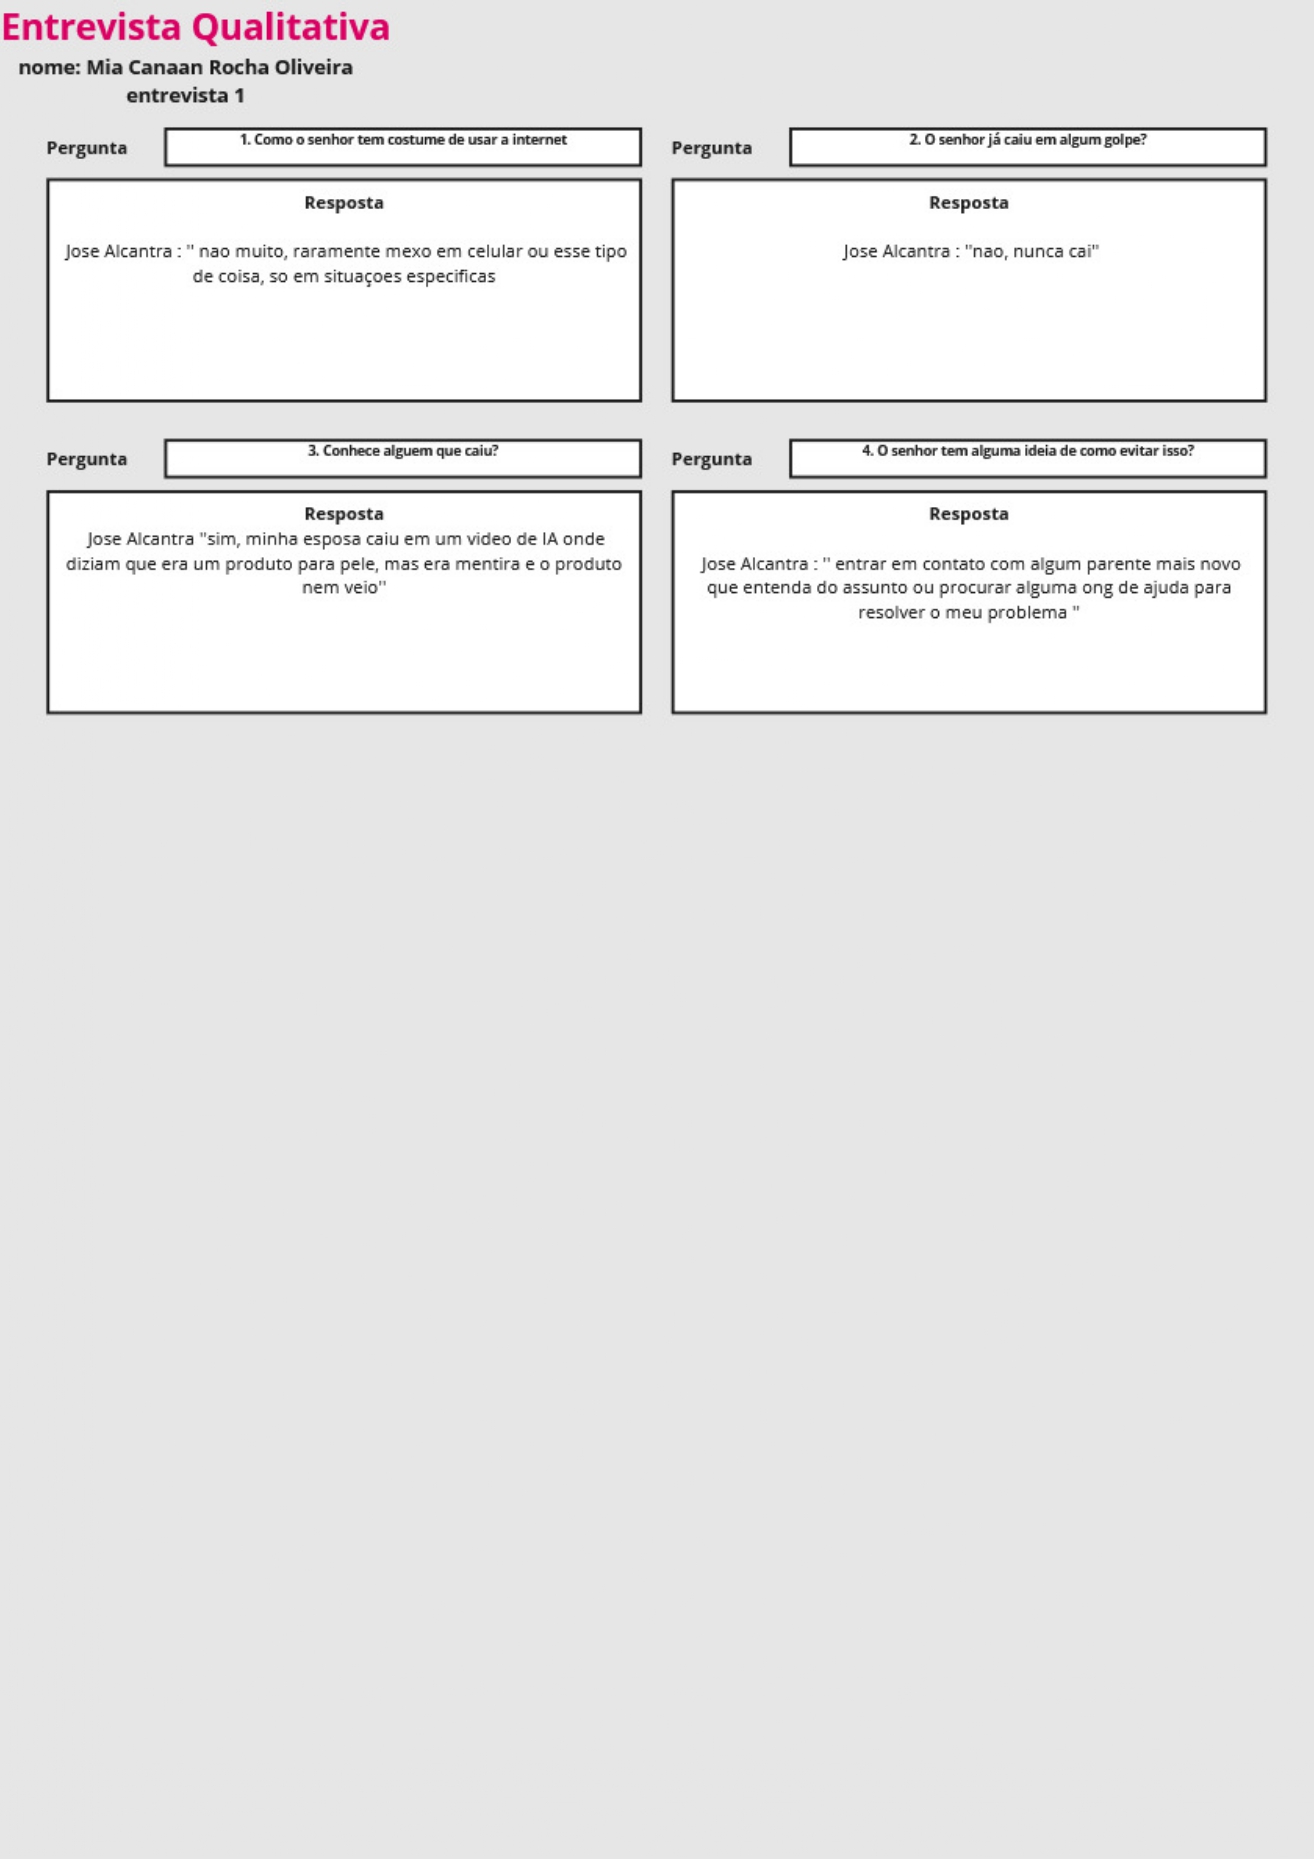 Entrevista Qualitativa
nome: Mia Canaan Rocha Oliveira
entrevista 1
Pergunta
1. Como o senhor tem costume de usar a internet
Resposta
Jose Alcantra : " nao muito, raramente mexo em celular ou esse tipo
de coisa, so em situaçoes especificas
Pergunta
2. O senhor já caiu em algum golpe?
Resposta
Jose Alcantra : "nao, nunca cai"
Pergunta
3. Conhece alguem que caiu?
Resposta
Jose Alcantra "sim, minha esposa caiu em um video de IA onde
diziam que era um produto para pele, mas era mentira e o produto
nem veio"
Pergunta
4. O senhor tem alguma ideia de como evitar isso?
Resposta
Jose Alcantra : " entrar em contato com algum parente mais novo
que entenda do assunto ou procurar alguma ong de ajuda para
resolver o meu problema "